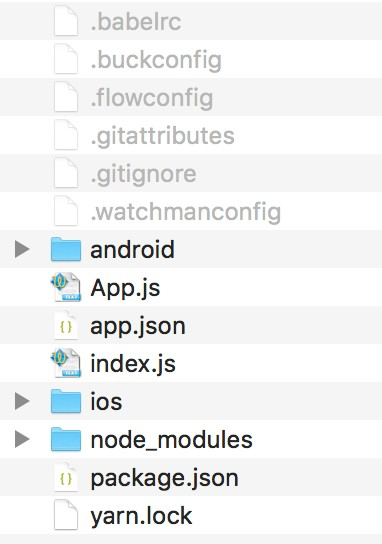 .babelrc
.buckconfig
.flowconfig
.gitattributes
.gitignore
.watchmanconfig
android
App.js
app.json
index.js
ios
node_modules
package.json
yarn.lock